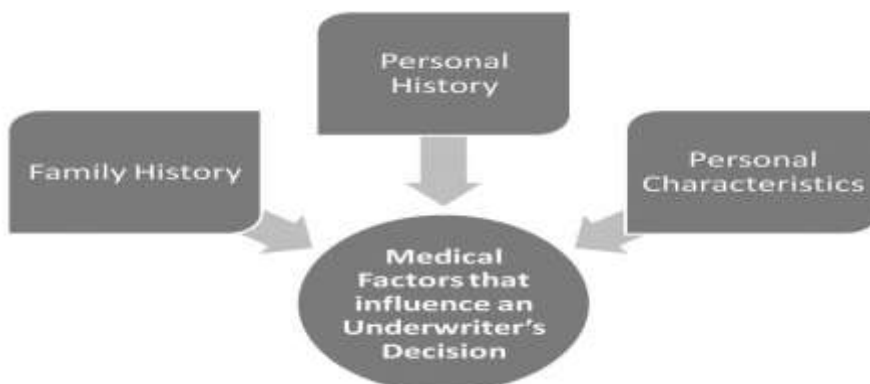 Personal
History
Family History
Personal
Characteristics
Medical
Factors that
influence an
Underwriter's
Decision